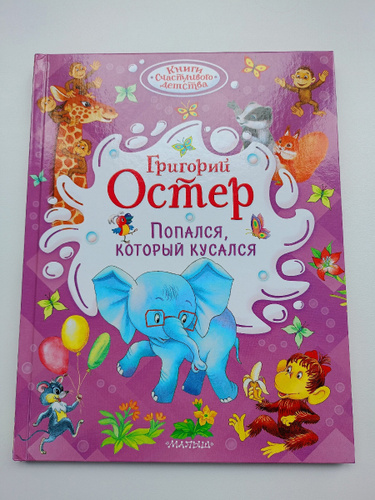 Книги
Счастливого
детства
Григорий
Остер
Попался,
который кусался
МАЛЫШ